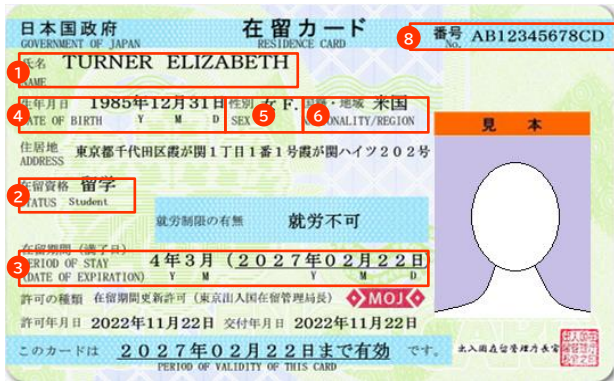 日本国政府 在留カード 番号 AB12345678CD
GOVERNMENT OF JAPAN RESIDENCE CARD No.
8
1
氏名 TURNER ELIZABETH
NAME
4 5 6
生年月日 1985年12月31日 性別 女 F. 国籍・地域 米国
DATE OF BIRTH Y M D SEX NATIONALITY/REGION
見本
住居地 東京都千代田区霞が関1丁目1番1号霞が関ハイツ202号
ADDRESS
2
在留資格 留学
STATUS Student
就労制限の有無 就労不可
在留期間(満了日) 4年3月(2027年02月22日)
3
PERIOD OF STAY
(DATE OF EXPIRATION) Y M Y M D
許可の種類 在留期間更新許可(東京出入国在留管理局長) MOJ
許可年月日 2022年11月22日 交付年月日 2022年11月22日
このカードは 2027年02月22日まで有効 です。
PERIOD OF VALIDITY OF THIS CARD
出入国在留管理庁長官